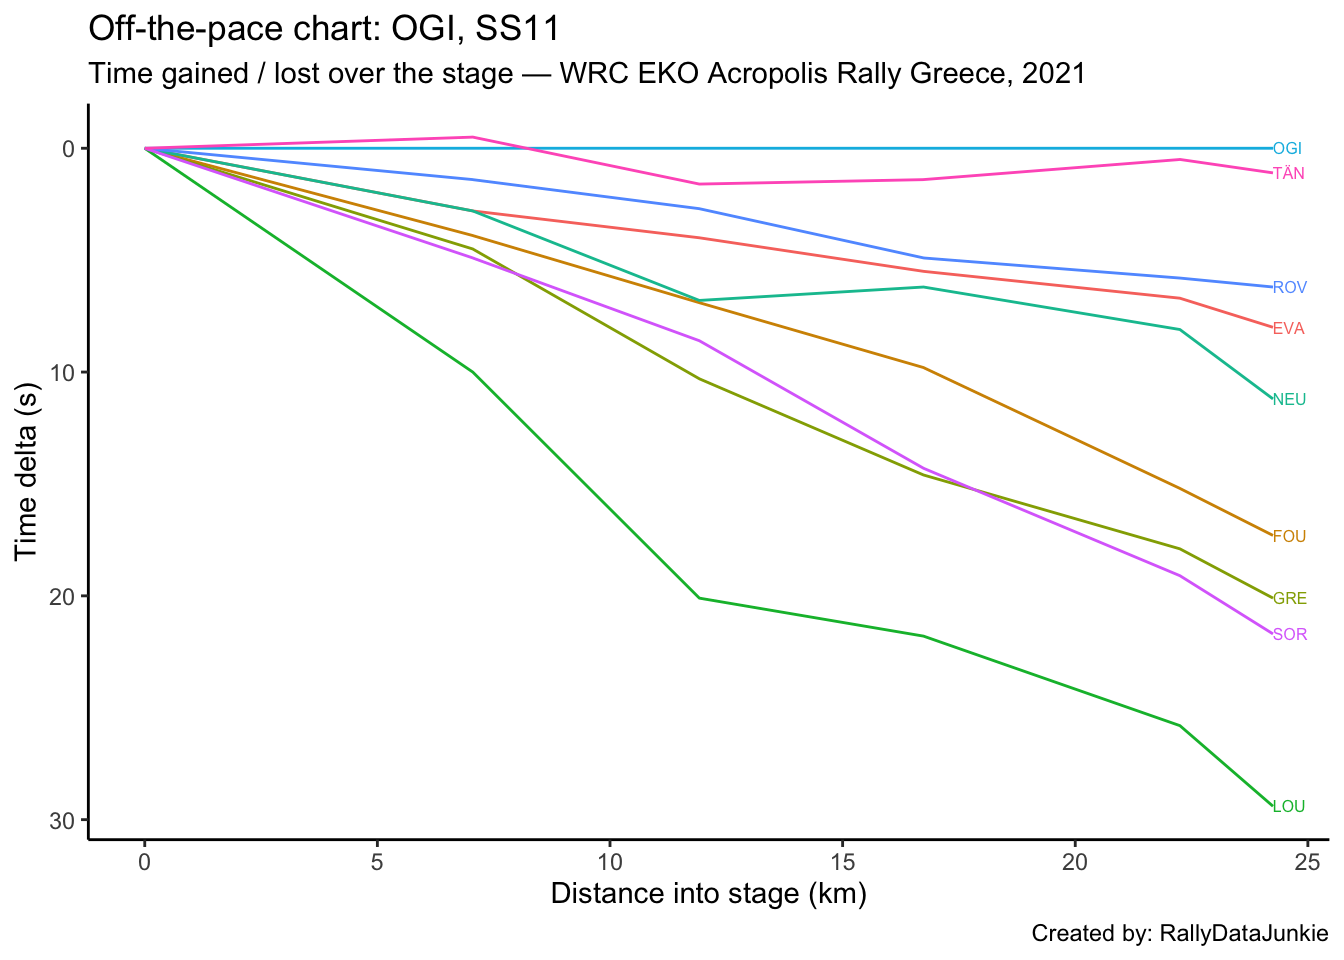 Off-the-pace chart: OGI, SS11
Time gained / lost over the stage — WRC EKO Acropolis Rally Greece, 2021
0
10
20
30
Time delta (s)
OGI
TÄN
ROV
EVA
NEU
FOU
GRE
SOR
LOU
0 5 10 15 20 25
Distance into stage (km)
Created by: RallyDataJunkie